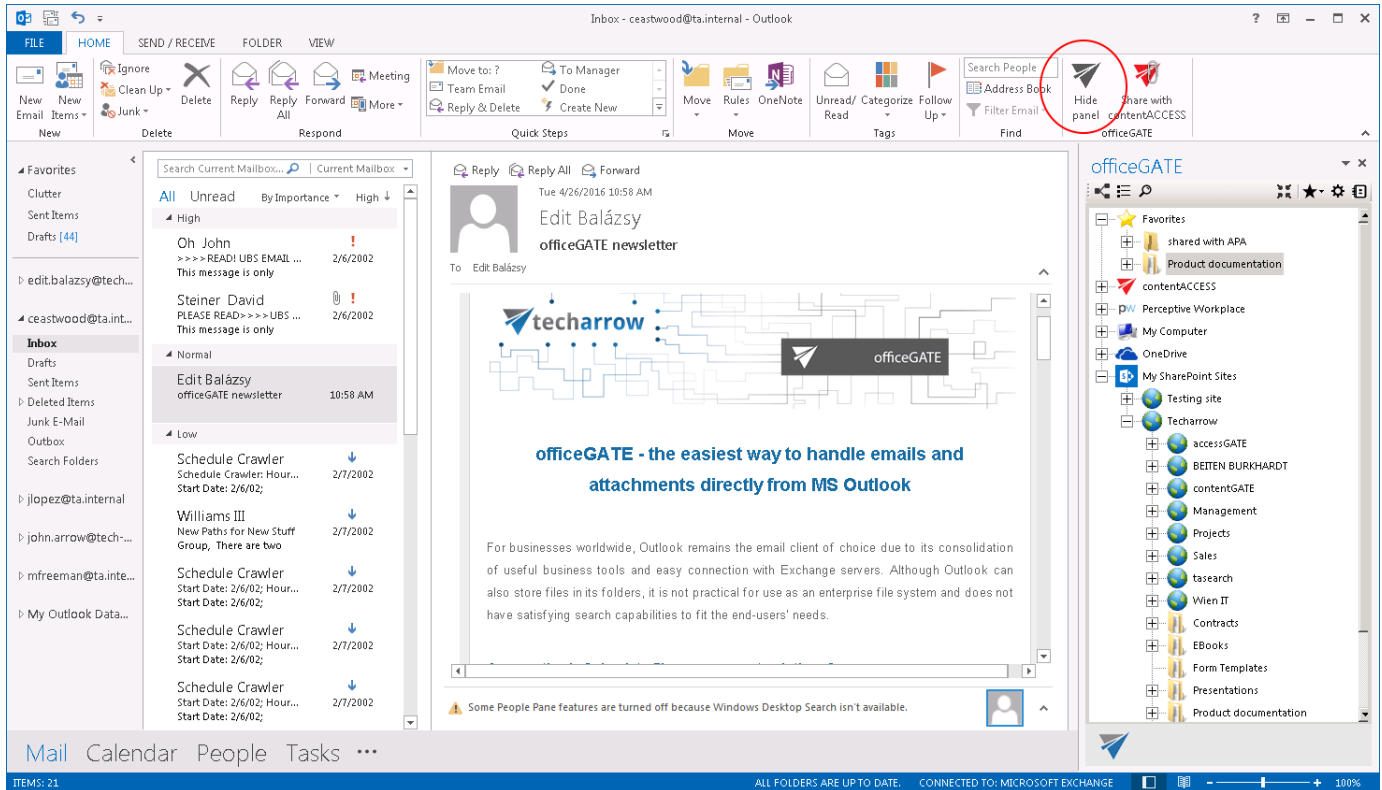 Inbox - ceastwood@ta.internal - Outlook
FILE HOME SEND / RECEIVE FOLDER VIEW
New Email
New Items
New
Ignore
Clean Up
Junk
Delete
Delete
Reply
Reply All
Forward
Meeting
More
Respond
Move to: ?
Team Email
Reply & Delete
To Manager
Done
Create New
Quick Steps
Move
Rules
OneNote
Move
Unread/ Read
Categorize
Follow Up
Tags
Search People
Address Book
Filter Email
Find
Hide panel
Share with contentACCESS
officeGATE
Favorites
Clutter
Sent Items
Drafts [44]
edit.balazsy@tech...
ceastwood@ta.int...
Inbox
Drafts
Sent Items
Deleted Items
Junk E-Mail
Outbox
Search Folders
jlopez@ta.internal
john.arrow@tech-...
mfreeman@ta.inte...
My Outlook Data...
Search Current Mailbox... Current Mailbox
All Unread By Importance High
High
Oh John
>>>>READ! UBS EMAIL ... 2/6/2002
This message is only
Steiner David
PLEASE READ>>>>UBS ... 2/6/2002
This message is only
Normal
Edit Balázsy
officeGATE newsletter 10:58 AM
Low
Schedule Crawler
Schedule Crawler: Hour... 2/7/2002
Start Date: 2/6/02;
Williams III
New Paths for New Stuff 2/7/2002
Group, There are two
Schedule Crawler
Start Date: 2/6/02; Hour... 2/7/2002
Start Date: 2/6/02;
Schedule Crawler
Start Date: 2/6/02; Hour... 2/7/2002
Start Date: 2/6/02;
Schedule Crawler
Start Date: 2/6/02; Hour... 2/7/2002
Start Date: 2/6/02;
Reply Reply All Forward
Tue 4/26/2016 10:58 AM
Edit Balázsy
officeGATE newsletter
To Edit Balázsy
techarrow
officeGATE
officeGATE - the easiest way to handle emails and
attachments directly from MS Outlook
For businesses worldwide, Outlook remains the email client of choice due to its consolidation
of useful business tools and easy connection with Exchange servers. Although Outlook can
also store files in its folders, it is not practical for use as an enterprise file system and does not
have satisfying search capabilities to fit the end-users' needs.
Some People Pane features are turned off because Windows Desktop Search isn't available.
officeGATE
Favorites
shared with APA
Product documentation
contentACCESS
PW Perceptive Workplace
My Computer
OneDrive
My SharePoint Sites
Testing site
Techarrow
accessGATE
BEITEN BURKHARDT
contentGATE
Management
Projects
Sales
tasearch
Wien IT
Contracts
EBooks
Form Templates
Presentations
Product documentation
Mail Calendar People Tasks
ITEMS: 21
ALL FOLDERS ARE UP TO DATE. CONNECTED TO: MICROSOFT EXCHANGE 100%